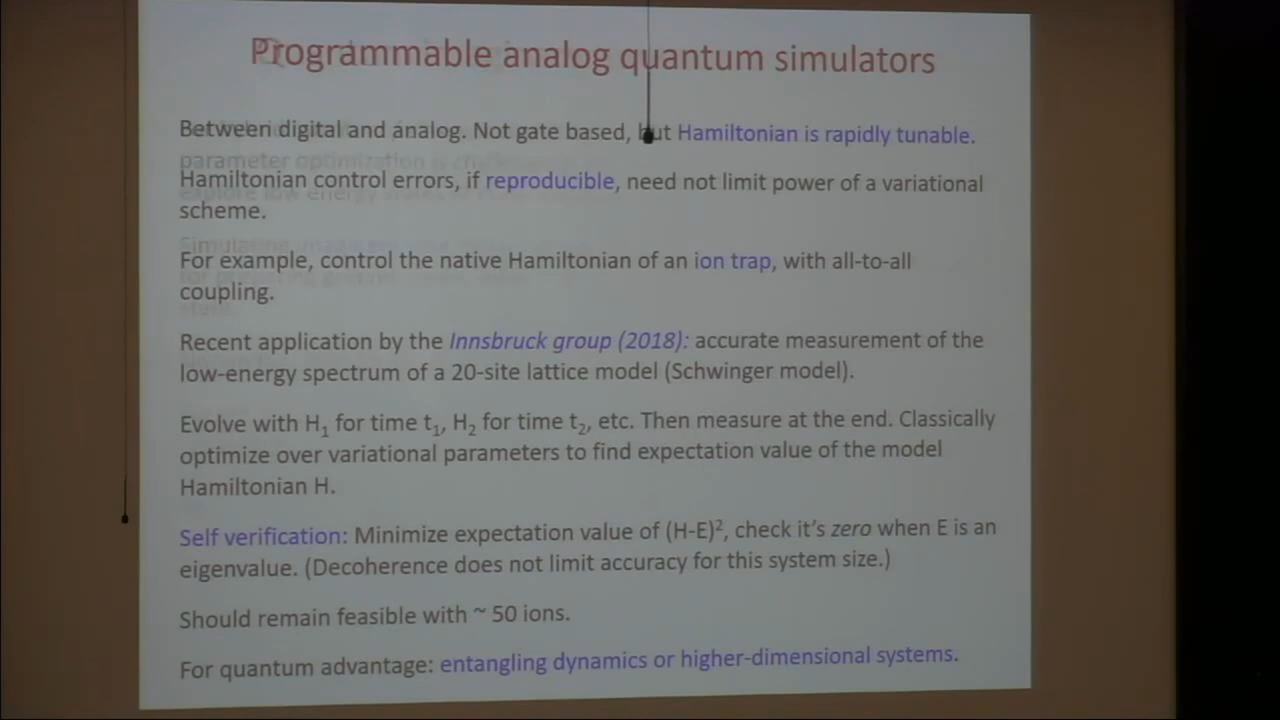 Programmable analog quantum simulators
Between digital and analog. Not gate based, but Hamiltonian is rapidly tunable.
Hamiltonian control errors, if reproducible, need not limit power of a variational
scheme.
For example, control the native Hamiltonian of an ion trap, with all-to-all
coupling.
Recent application by the Innsbruck group (2018): accurate measurement of the
low-energy spectrum of a 20-site lattice model (Schwinger model).
Evolve with H₁ for time t₁, H₂ for time t₂, etc. Then measure at the end. Classically
optimize over variational parameters to find expectation value of the model
Hamiltonian H.
Self verification: Minimize expectation value of (H-E)², check it's zero when E is an
eigenvalue. (Decoherence does not limit accuracy for this system size.)
Should remain feasible with ~ 50 ions.
For quantum advantage: entangling dynamics or higher-dimensional systems.